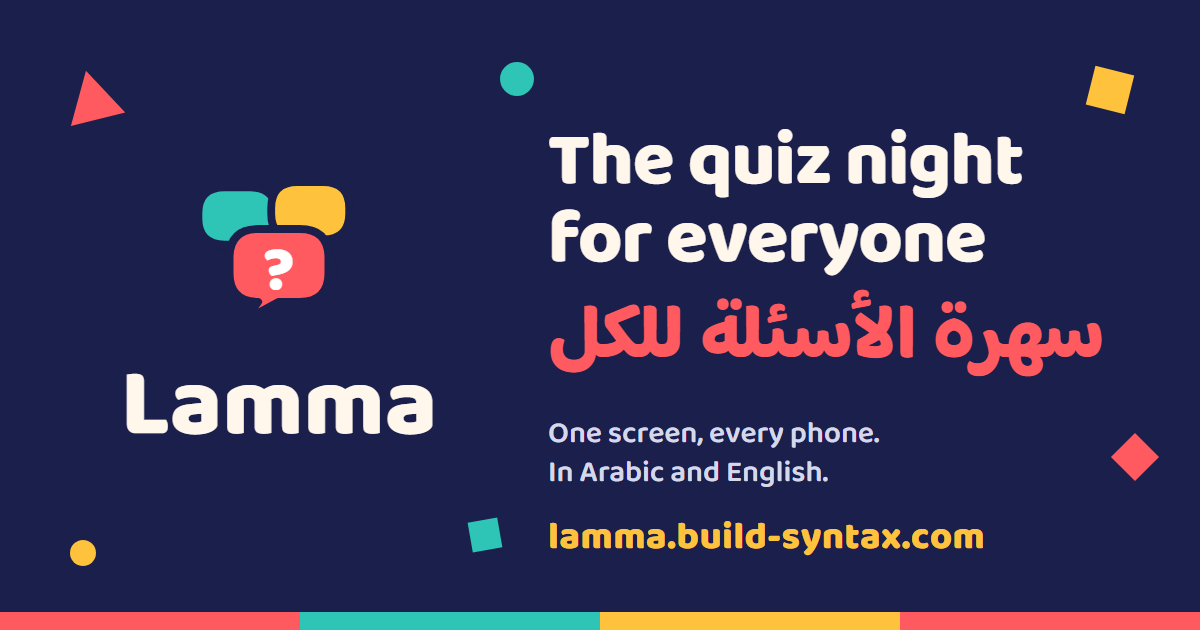 ?
Lamma
The quiz night
for everyone
سهرة الأسئلة للكل
One screen, every phone.
In Arabic and English.
lamma.build-syntax.com